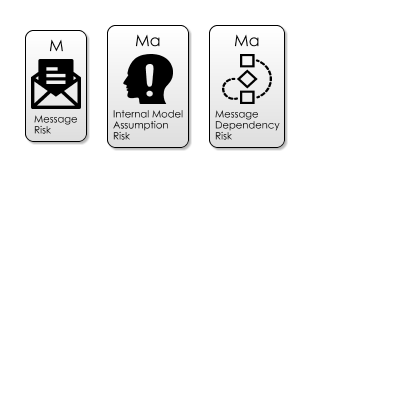 M
Message
Risk
Ma
Internal Model
Assumption
Risk
Ma
Message
Dependency
Risk